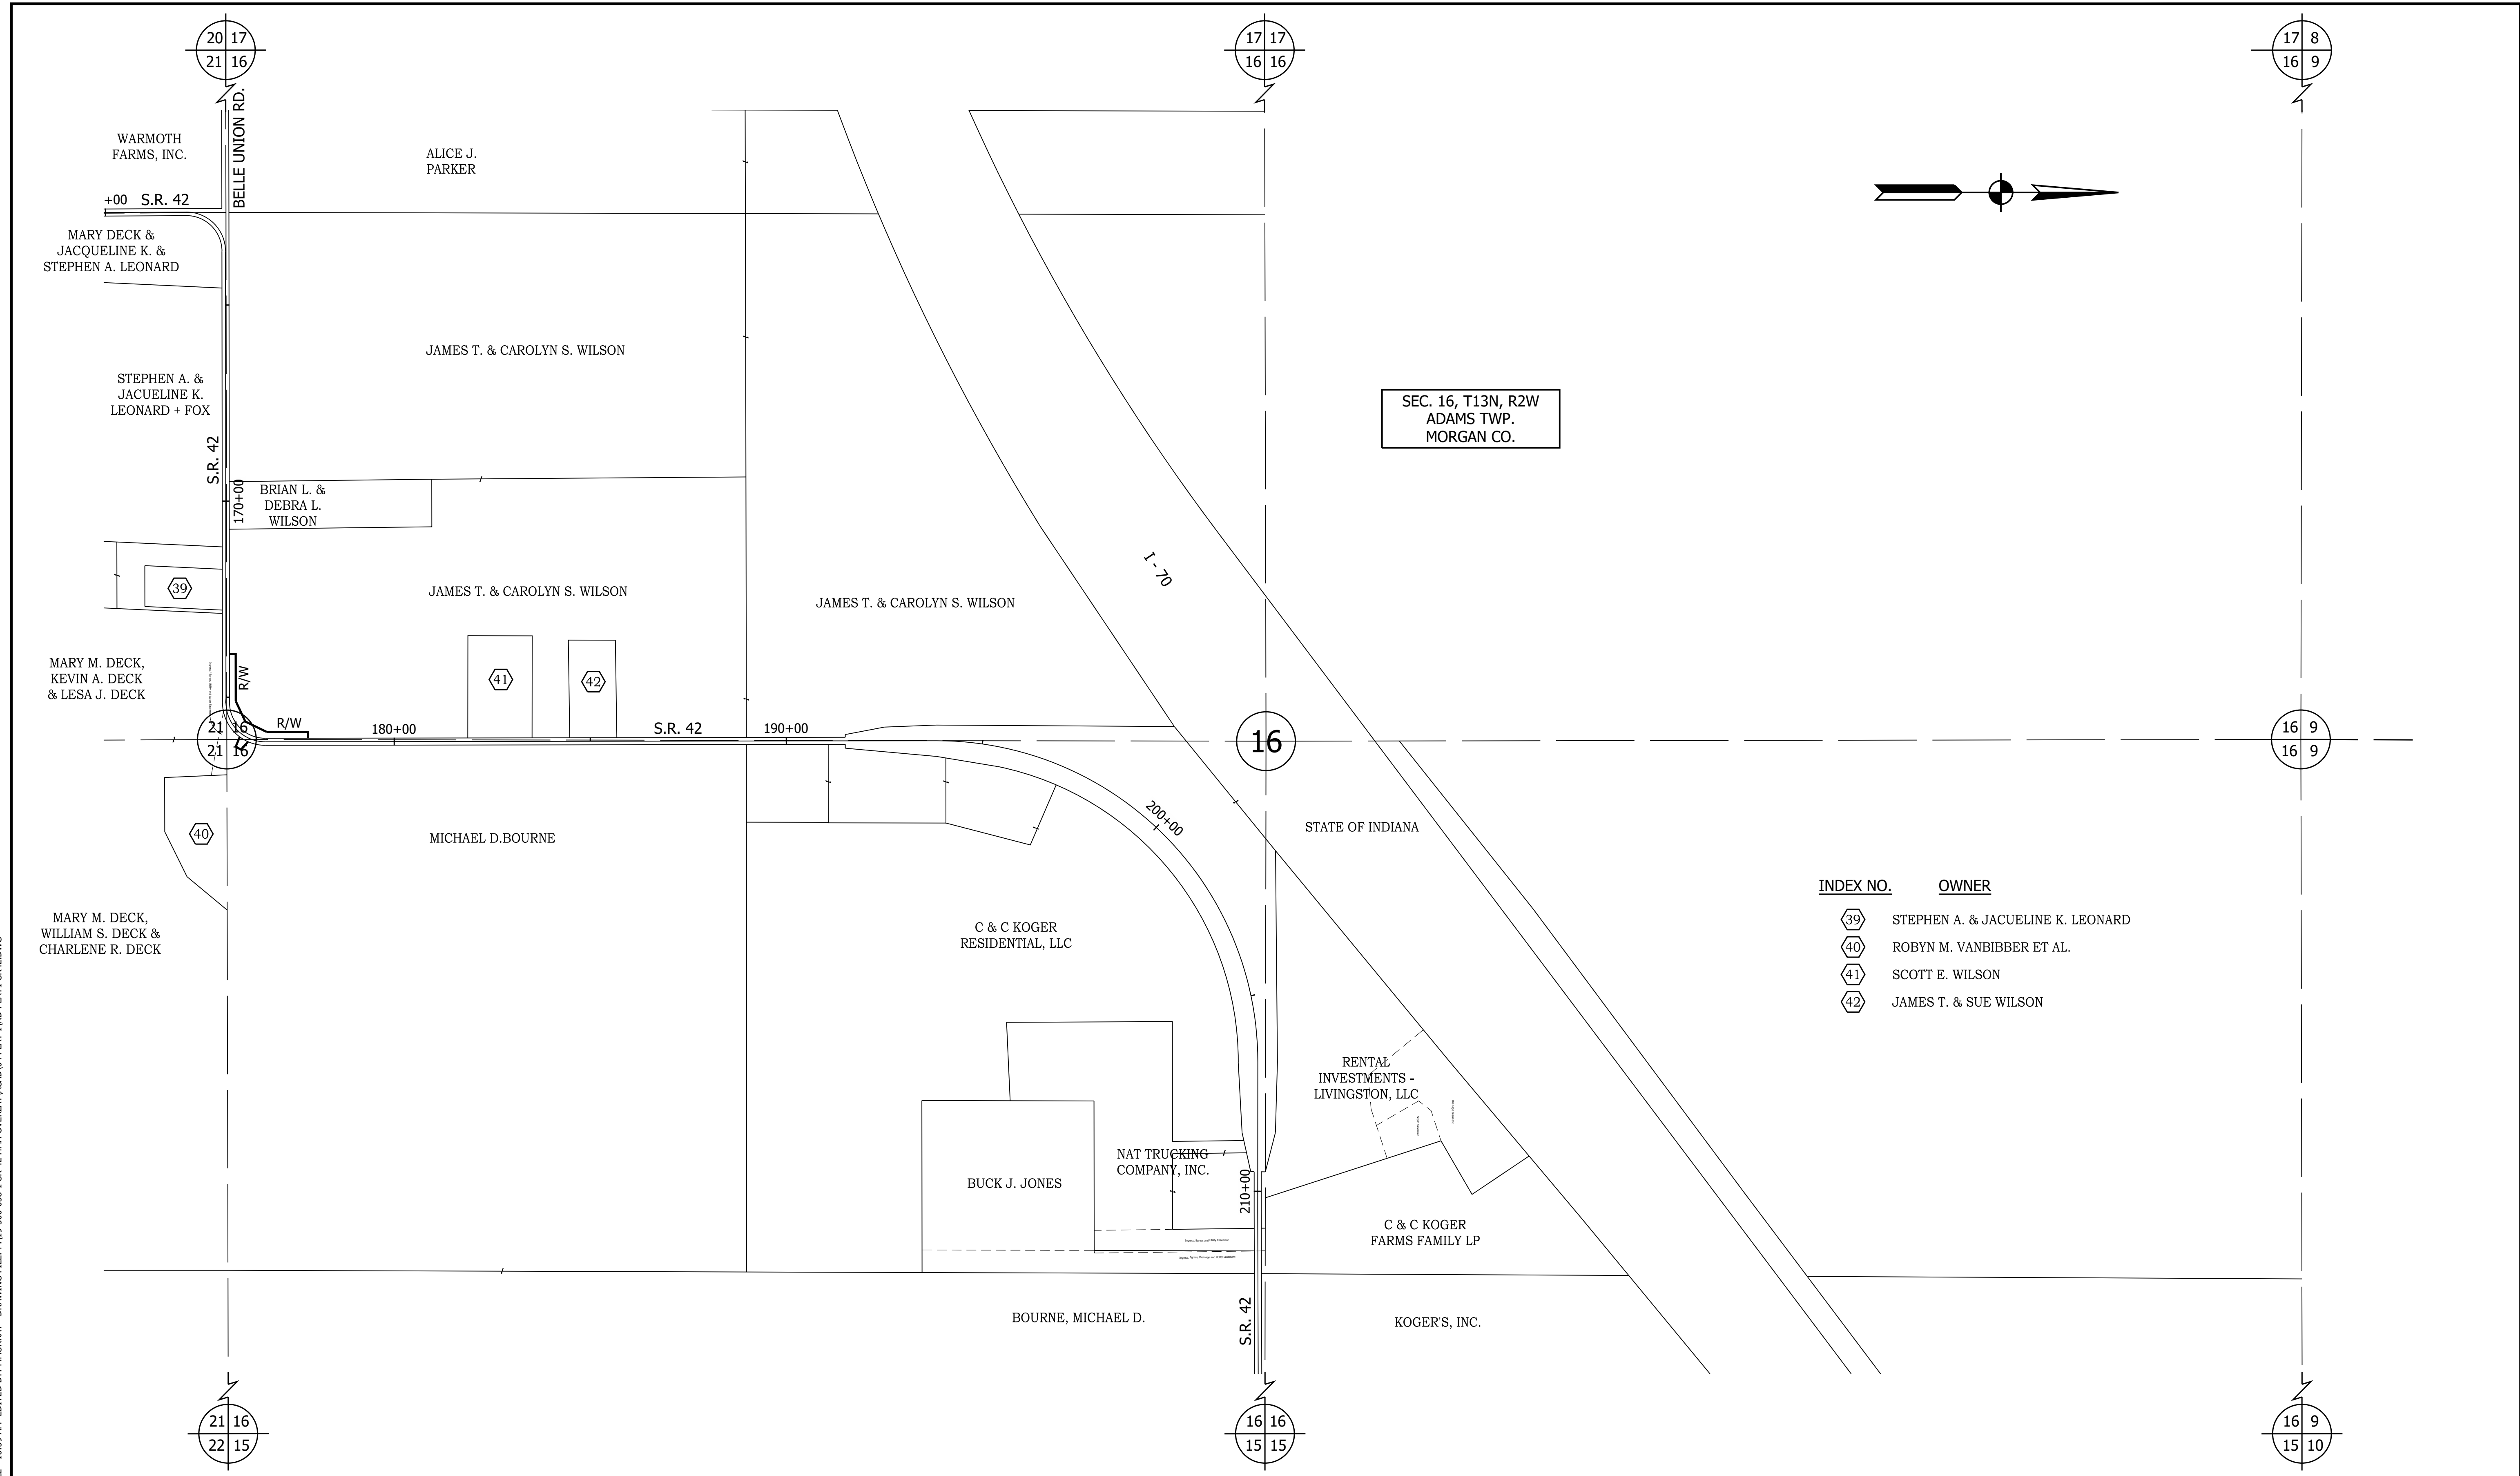 20 17
21 16
17 17
16 16
17 8
16 9
BELLE UNION RD.
WARMOTH
FARMS, INC.
ALICE J.
PARKER
+00 S.R. 42
MARY DECK &
JACQUELINE K. &
STEPHEN A. LEONARD
JAMES T. & CAROLYN S. WILSON
STEPHEN A. &
JACUELINE K.
LEONARD + FOX
SEC. 16, T13N, R2W
ADAMS TWP.
MORGAN CO.
S.R. 42
170+00
BRIAN L. &
DEBRA L.
WILSON
I - 70
39
JAMES T. & CAROLYN S. WILSON
JAMES T. & CAROLYN S. WILSON
MARY M. DECK,
KEVIN A. DECK
& LESA J. DECK
R/W
41
42
21 16
21 16
R/W
180+00
S.R. 42
190+00
16
16 9
16 9
200+00
40
MICHAEL D.BOURNE
STATE OF INDIANA
MARY M. DECK,
WILLIAM S. DECK &
CHARLENE R. DECK
C & C KOGER
RESIDENTIAL, LLC
INDEX NO. OWNER
39 STEPHEN A. & JACUELINE K. LEONARD
40 ROBYN M. VANBIBBER ET AL.
41 SCOTT E. WILSON
42 JAMES T. & SUE WILSON
RENTAL
INVESTMENTS -
LIVINGSTON, LLC
NAT TRUCKING
COMPANY, INC.
BUCK J. JONES
210+00
C & C KOGER
FARMS FAMILY LP
BOURNE, MICHAEL D.
S.R. 42
KOGER'S, INC.
21 16
22 15
16 16
15 15
16 9
15 10